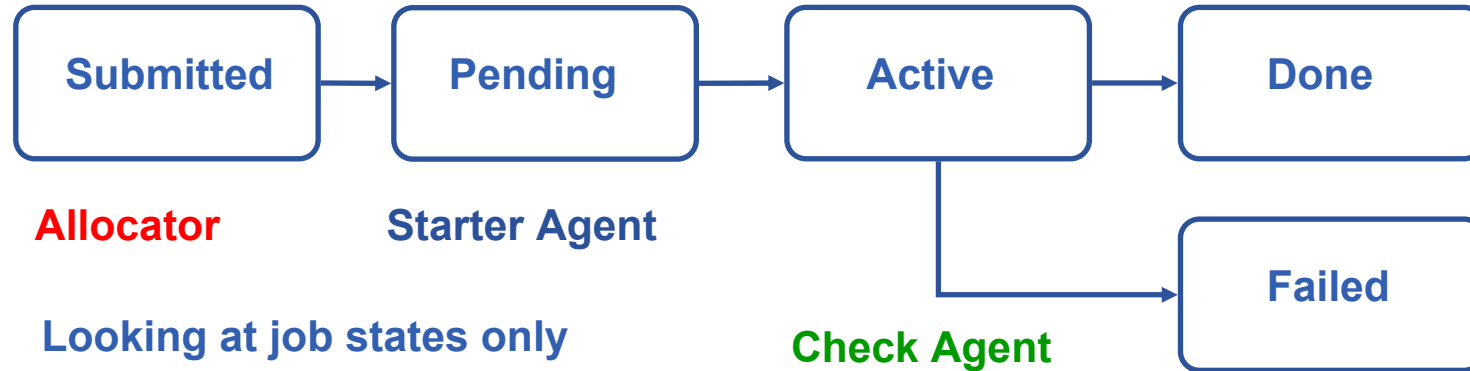 Submitted
Pending
Active
Done
Allocator
Starter Agent
Failed
Looking at job states only
Check Agent